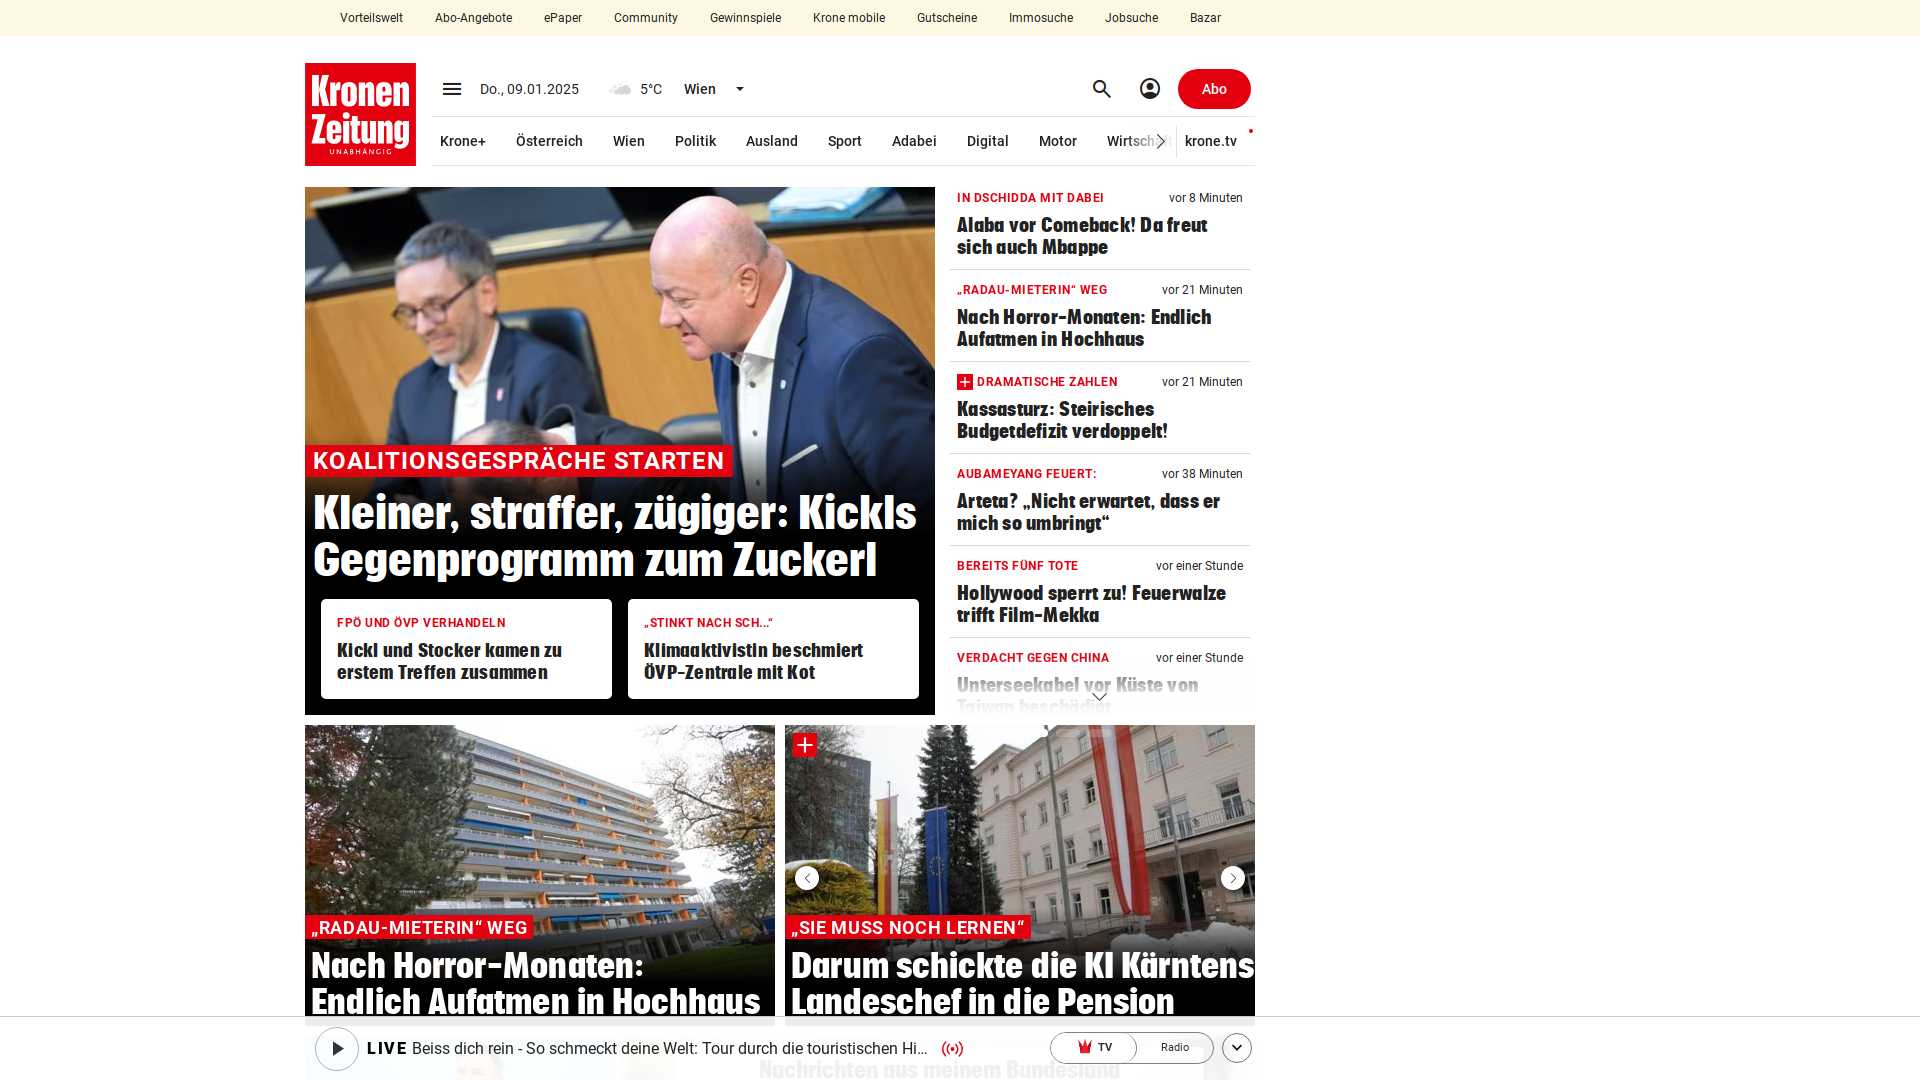 Vorteilswelt
Abo-Angebote
ePaper
Community
Gewinnspiele
Krone mobile
Gutscheine
Immosuche
Jobsuche
Bazar
Kronen
Zeitung
UNABHÄNGIG
Do., 09.01.2025
5°C
Wien
Abo
Krone+
Österreich
Wien
Politik
Ausland
Sport
Adabei
Digital
Motor
Wirtschaft
krone.tv
KOALITIONSGESPRÄCHE STARTEN
Kleiner, straffer, zügiger: Kickls
Gegenprogramm zum Zuckerl
FPÖ UND ÖVP VERHANDELN
Kickl und Stocker kamen zu
erstem Treffen zusammen
„STINKT NACH SCH...“
Klimaaktivistin beschmiert
ÖVP-Zentrale mit Kot
IN DSCHIDDA MIT DABEI
vor 8 Minuten
Alaba vor Comeback! Da freut
sich auch Mbappe
„RADAU-MIETERIN“ WEG
vor 21 Minuten
Nach Horror-Monaten: Endlich
Aufatmen in Hochhaus
DRAMATISCHE ZAHLEN
vor 21 Minuten
Kassasturz: Steirisches
Budgetdefizit verdoppelt!
AUBAMEYANG FEUERT:
vor 38 Minuten
Arteta? „Nicht erwartet, dass er
mich so umbringt“
BEREITS FÜNF TOTE
vor einer Stunde
Hollywood sperrt zu! Feuerwalze
trifft Film-Mekka
VERDACHT GEGEN CHINA
vor einer Stunde
Unterseekabel vor Küste von
Taiwan beschädigt
„RADAU-MIETERIN“ WEG
Nach Horror-Monaten:
Endlich Aufatmen in Hochhaus
„SIE MUSS NOCH LERNEN“
Darum schickte die KI Kärntens
Landeschef in die Pension
LIVE Beiss dich rein - So schmeckt deine Welt: Tour durch die touristischen Hi...
TV
Radio
Nachrichten aus meinem Bundesland